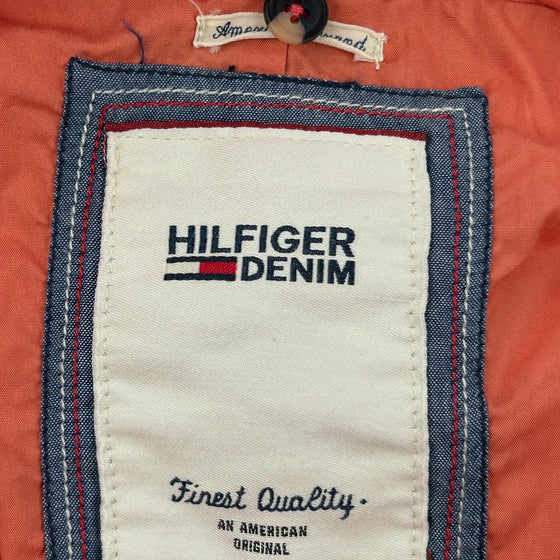 HILFIGER
DENIM
Finest Quality.
AN AMERICAN
ORIGINAL